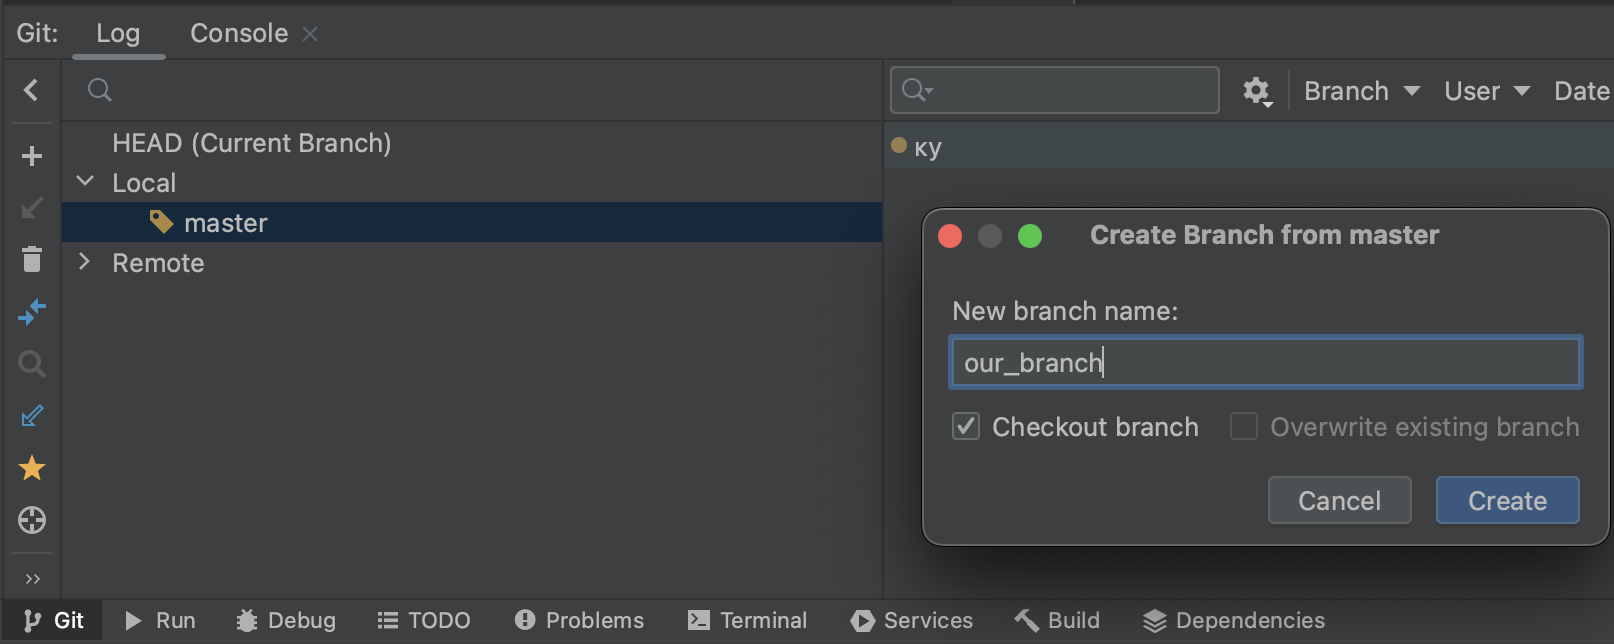 Git: Log Console
Branch User Date
HEAD (Current Branch)
Local
master
Remote
ку
Create Branch from master
New branch name:
our_branch
Checkout branch Overwrite existing branch
Cancel Create
Git Run Debug TODO Problems Terminal Services Build Dependencies